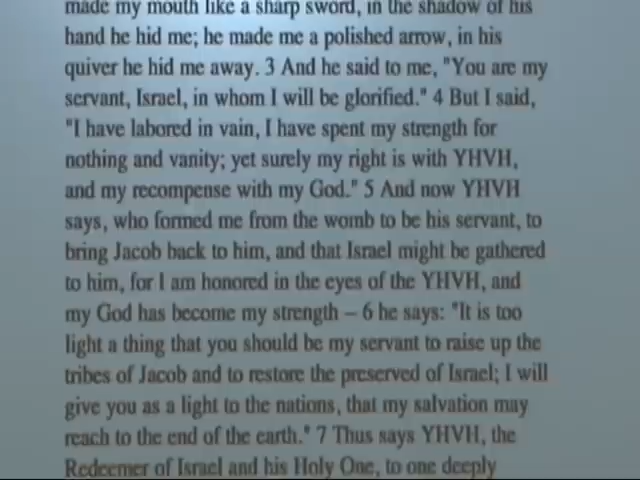 made my mouth like a sharp sword, in the shadow of his
hand he hid me; he made me a polished arrow, in his
quiver he hid me away. 3 And he said to me, "You are my
servant, Israel, in whom I will be glorified." 4 But I said,
"I have labored in vain, I have spent my strength for
nothing and vanity; yet surely my right is with YHVH,
and my recompense with my God." 5 And now YHVH
says, who formed me from the womb to be his servant, to
bring Jacob back to him, and that Israel might be gathered
to him, for I am honored in the eyes of the YHVH, and
my God has become my strength – 6 he says: "It is too
light a thing that you should be my servant to raise up the
tribes of Jacob and to restore the preserved of Israel; I will
give you as a light to the nations, that my salvation may
reach to the end of the earth." 7 Thus says YHVH, the
Redeemer of Israel and his Holy One, to one deeply